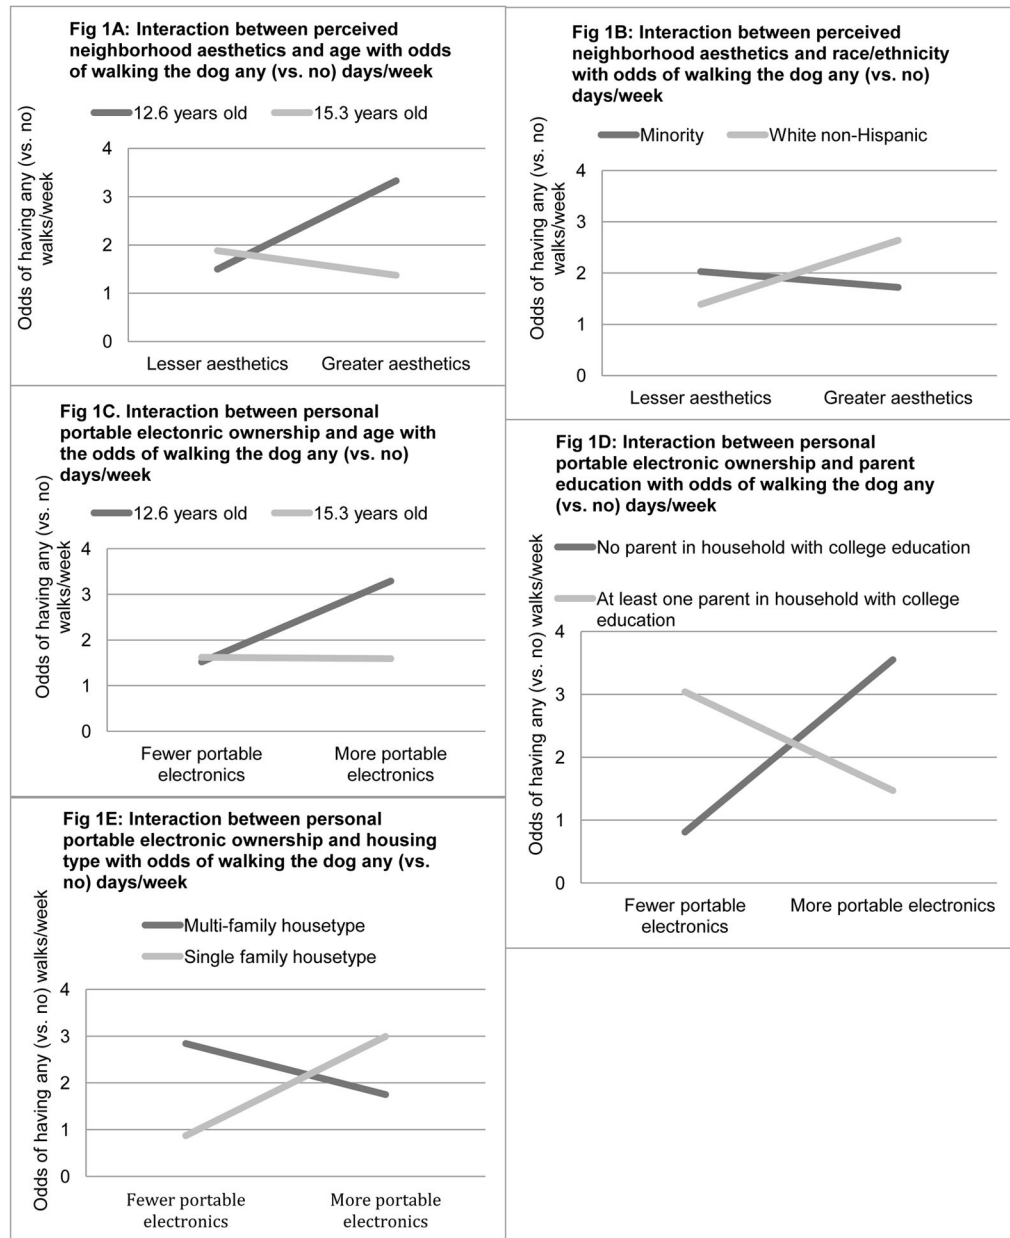 Fig 1A: Interaction between perceived
neighborhood aesthetics and age with odds
of walking the dog any (vs. no) days/week
12.6 years old
15.3 years old
Odds of having any (vs. no)
walks/week
4
3
2
1
0
Lesser aesthetics
Greater aesthetics
Fig 1B: Interaction between perceived
neighborhood aesthetics and race/ethnicity
with odds of walking the dog any (vs. no)
days/week
Minority
White non-Hispanic
Odds of having any (vs. no)
walks/week
4
3
2
1
0
Lesser aesthetics
Greater aesthetics
Fig 1C. Interaction between personal
portable electonric ownership and age with
the odds of walking the dog any (vs. no)
days/week
12.6 years old
15.3 years old
Odds of having any (vs. no)
walks/week
4
3
2
1
0
Fewer portable
electronics
More portable
electronics
Fig 1D: Interaction between personal
portable electronic ownership and parent
education with odds of walking the dog any
(vs. no) days/week
No parent in household with college education
At least one parent in household with college
education
Odds of having any (vs. no) walks/week
4
3
2
1
0
Fewer portable
electronics
More portable electronics
Fig 1E: Interaction between personal
portable electronic ownership and housing
type with odds of walking the dog any (vs.
no) days/week
Multi-family housetype
Single family housetype
Odds of having any (vs. no) walks/week
4
3
2
1
0
Fewer portable
electronics
More portable
electronics